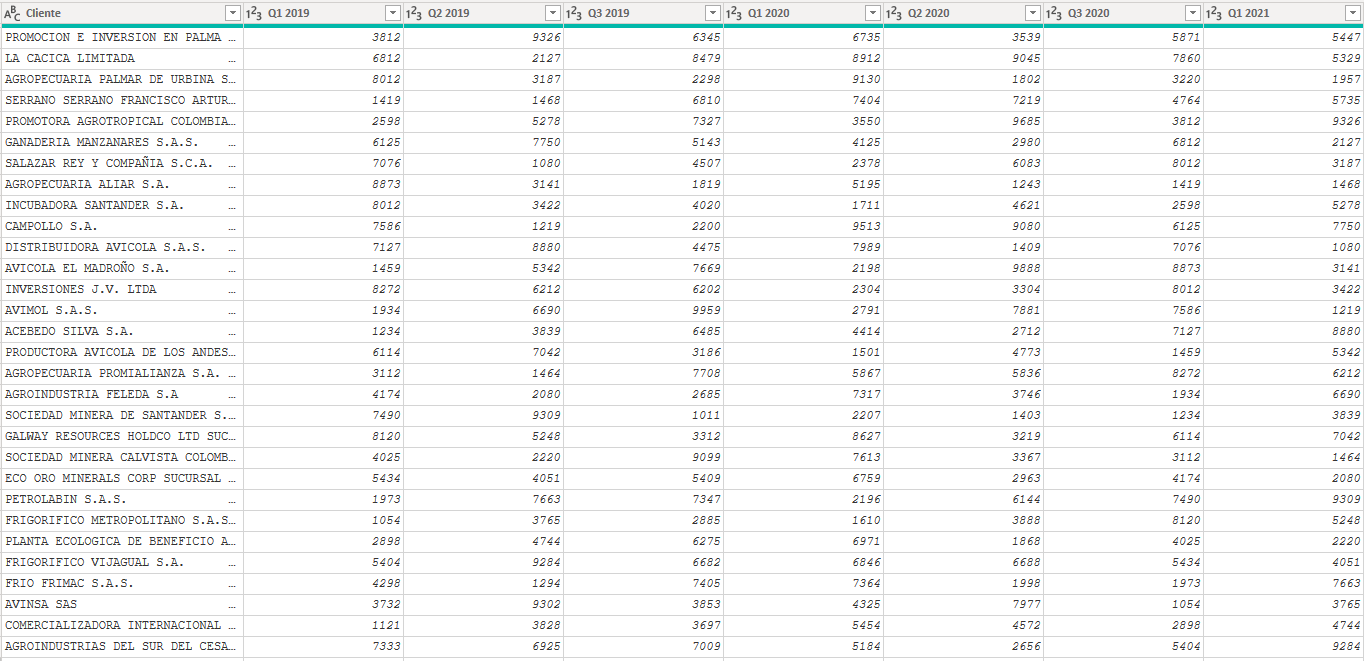 ABC Cliente 123 Q1 2019 123 Q2 2019 123 Q3 2019 123 Q1 2020 123 Q2 2020 123 Q3 2020 123 Q1 2021
PROMOCION E INVERSION EN PALMA … 3812 9326 6345 6735 3539 5871 5447
LA CACICA LIMITADA … 6812 2127 8479 8912 9045 7860 5329
AGROPECUARIA PALMAR DE URBINA S… 8012 3187 2298 9130 1802 3220 1957
SERRANO SERRANO FRANCISCO ARTUR… 1419 1468 6810 7404 7219 4764 5735
PROMOTORA AGROTROPICAL COLOMBIA… 2598 5278 7327 3550 9685 3812 9326
GANADERIA MANZANARES S.A.S. … 6125 7750 5143 4125 2980 6812 2127
SALAZAR REY Y COMPAÑIA S.C.A. … 7076 1080 4507 2378 6083 8012 3187
AGROPECUARIA ALIAR S.A. … 8873 3141 1819 5195 1243 1419 1468
INCUBADORA SANTANDER S.A. … 8012 3422 4020 1711 4621 2598 5278
CAMPOLLO S.A. … 7586 1219 2200 9513 9080 6125 7750
DISTRIBUIDORA AVICOLA S.A.S. … 7127 8880 4475 7989 1409 7076 1080
AVICOLA EL MADROÑO S.A. … 1459 5342 7669 2198 9888 8873 3141
INVERSIONES J.V. LTDA … 8272 6212 6202 2304 3304 8012 3422
AVIMOL S.A.S. … 1934 6690 9959 2791 7881 7586 1219
ACEBEDO SILVA S.A. … 1234 3839 6485 4414 2712 7127 8880
PRODUCTORA AVICOLA DE LOS ANDES… 6114 7042 3186 1501 4773 1459 5342
AGROPECUARIA PROMIALIANZA S.A. … 3112 1464 7708 5867 5836 8272 6212
AGROINDUSTRIA FELEDA S.A … 4174 2080 2685 7317 3746 1934 6690
SOCIEDAD MINERA DE SANTANDER S.… 7490 9309 1011 2207 1403 1234 3839
GALWAY RESOURCES HOLDCO LTD SUC… 8120 5248 3312 8627 3219 6114 7042
SOCIEDAD MINERA CALVISTA COLOMB… 4025 2220 9099 7613 3367 3112 1464
ECO ORO MINERALS CORP SUCURSAL … 5434 4051 5409 6759 2963 4174 2080
PETROLABIN S.A.S. … 1973 7663 7347 2196 6144 7490 9309
FRIGORIFICO METROPOLITANO S.A.S… 1054 3765 2885 1610 3888 8120 5248
PLANTA ECOLOGICA DE BENEFICIO A… 2898 4744 6275 6971 1868 4025 2220
FRIGORIFICO VIJAGUAL S.A. … 5404 9284 6682 6846 6688 5434 4051
FRIO FRIMAC S.A.S. … 4298 1294 7405 7364 1998 1973 7663
AVINSA SAS … 3732 9302 3853 4325 7977 1054 3765
COMERCIALIZADORA INTERNACIONAL … 1121 3828 3697 5454 4572 2898 4744
AGROINDUSTRIAS DEL SUR DEL CESA… 7333 6925 7009 5184 2656 5404 9284